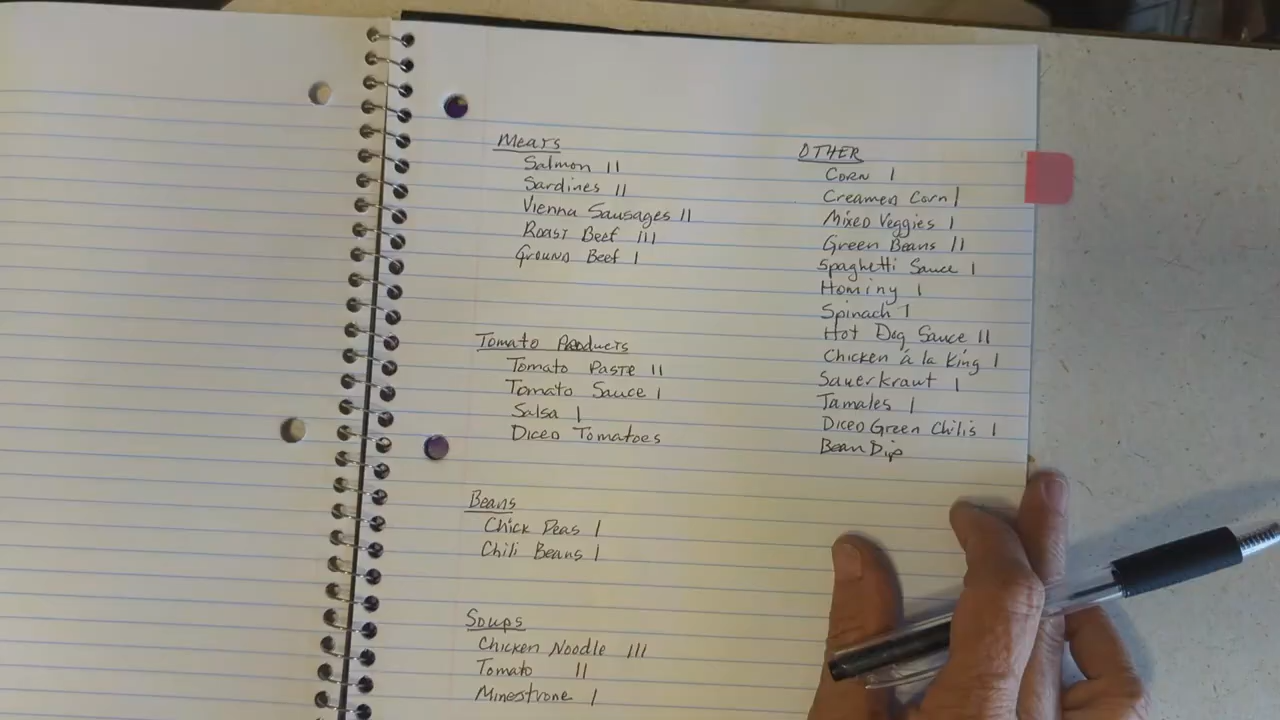 Meats
Salmon II
Sardines II
Vienna Sausages II
Roast Beef III
Ground Beef I
Tomato Products
Tomato Paste II
Tomato Sauce I
Salsa I
Diced Tomatoes
Beans
Chick Peas I
Chili Beans I
Soups
Chicken Noodle III
Tomato II
Minestrone I
OTHER
Corn I
Creamed Corn I
Mixed Veggies I
Green Beans II
Spaghetti Sauce I
Hominy I
Spinach I
Hot Dog Sauce II
Chicken á la King I
Sauerkraut I
Tamales I
Diced Green Chilis I
Bean Dip